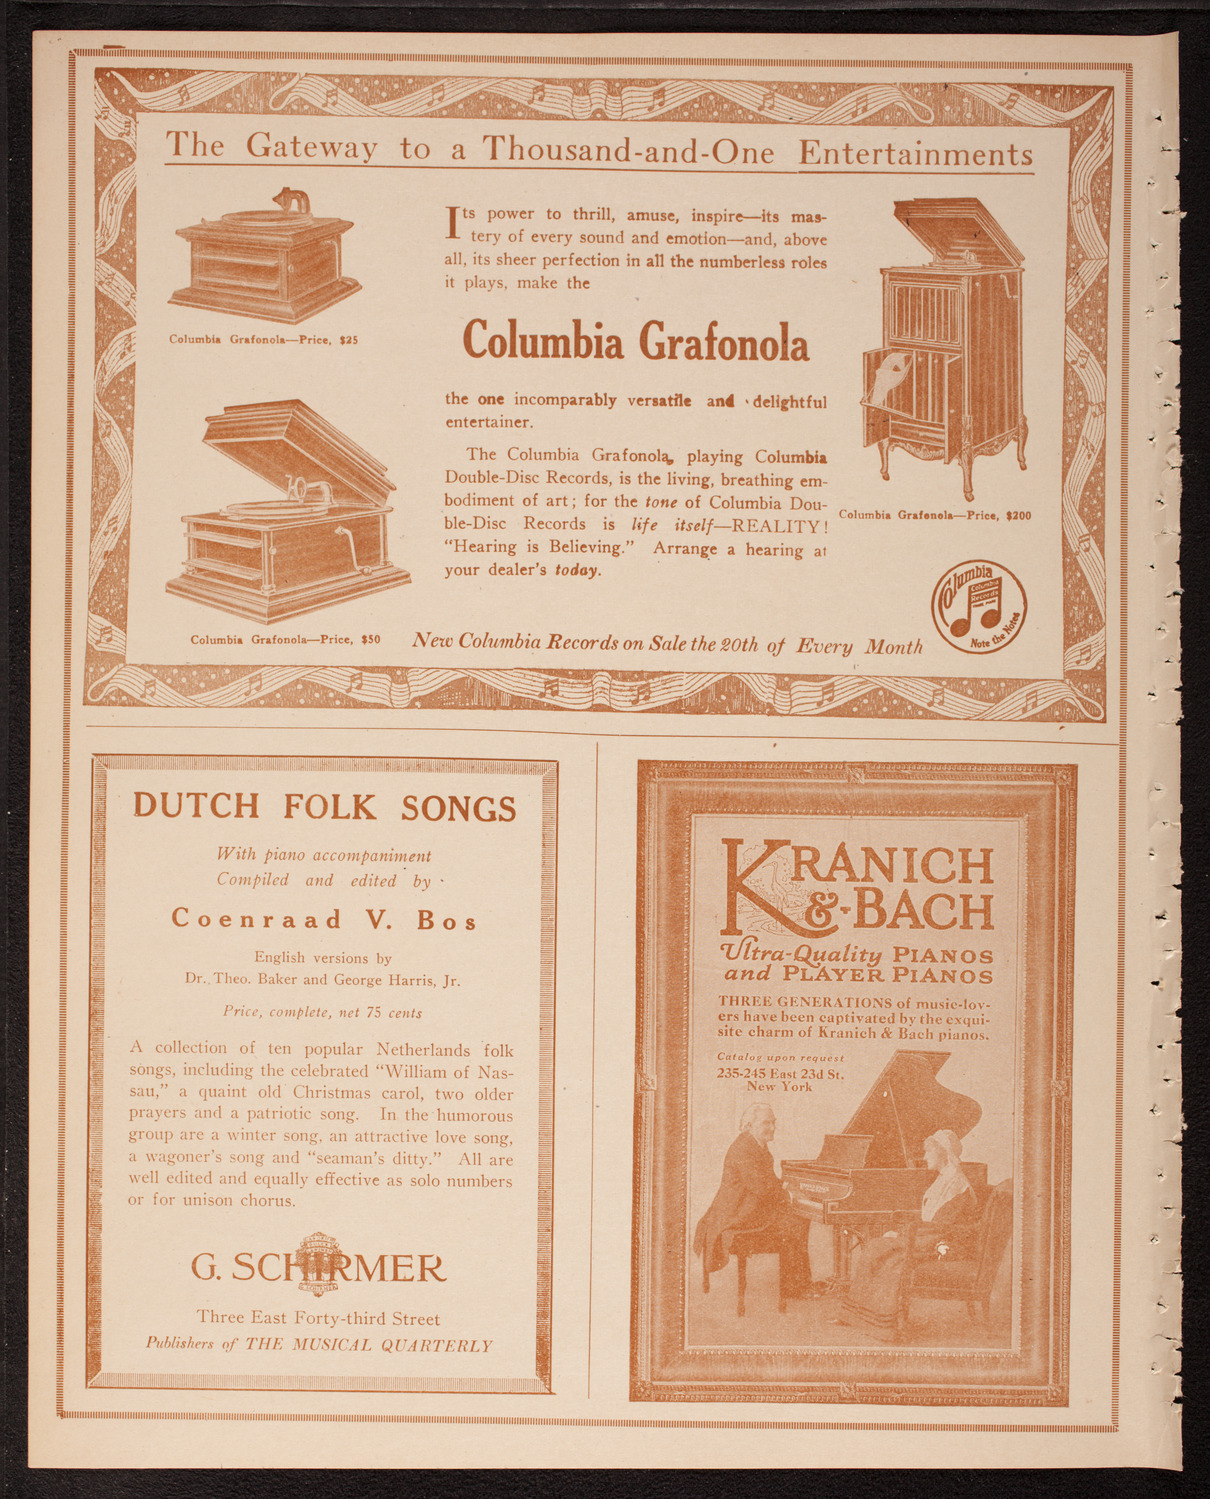 The Gateway to a Thousand-and-One Entertainments
Columbia Grafonola—Price, $25
Columbia Grafonola—Price, $50
Its power to thrill, amuse, inspire—its mas-
tery of every sound and emotion—and, above
all, its sheer perfection in all the numberless roles
it plays, make the
Columbia Grafonola
the one incomparably versatile and delightful
entertainer.
The Columbia Grafonola, playing Columbia
Double-Disc Records, is the living, breathing em-
bodiment of art; for the tone of Columbia Dou-
ble-Disc Records is life itself—REALITY!
"Hearing is Believing." Arrange a hearing at
your dealer's today.
Columbia Grafonola—Price, $200
New Columbia Records on Sale the 20th of Every Month
Columbia
Columbia
Records
Note the Notes
DUTCH FOLK SONGS
With piano accompaniment
Compiled and edited by
Coenraad V. Bos
English versions by
Dr. Theo. Baker and George Harris, Jr.
Price, complete, net 75 cents
A collection of ten popular Netherlands folk
songs, including the celebrated "William of Nas-
sau," a quaint old Christmas carol, two older
prayers and a patriotic song. In the humorous
group are a winter song, an attractive love song,
a wagoner's song and "seaman's ditty." All are
well edited and equally effective as solo numbers
or for unison chorus.
G. SCHIRMER
Three East Forty-third Street
Publishers of THE MUSICAL QUARTERLY
KRANICH
&-BACH
Ultra-Quality PIANOS
and PLAYER PIANOS
THREE GENERATIONS of music-lov-
ers have been captivated by the exqui-
site charm of Kranich & Bach pianos.
Catalog upon request
235-245 East 23d St.
New York